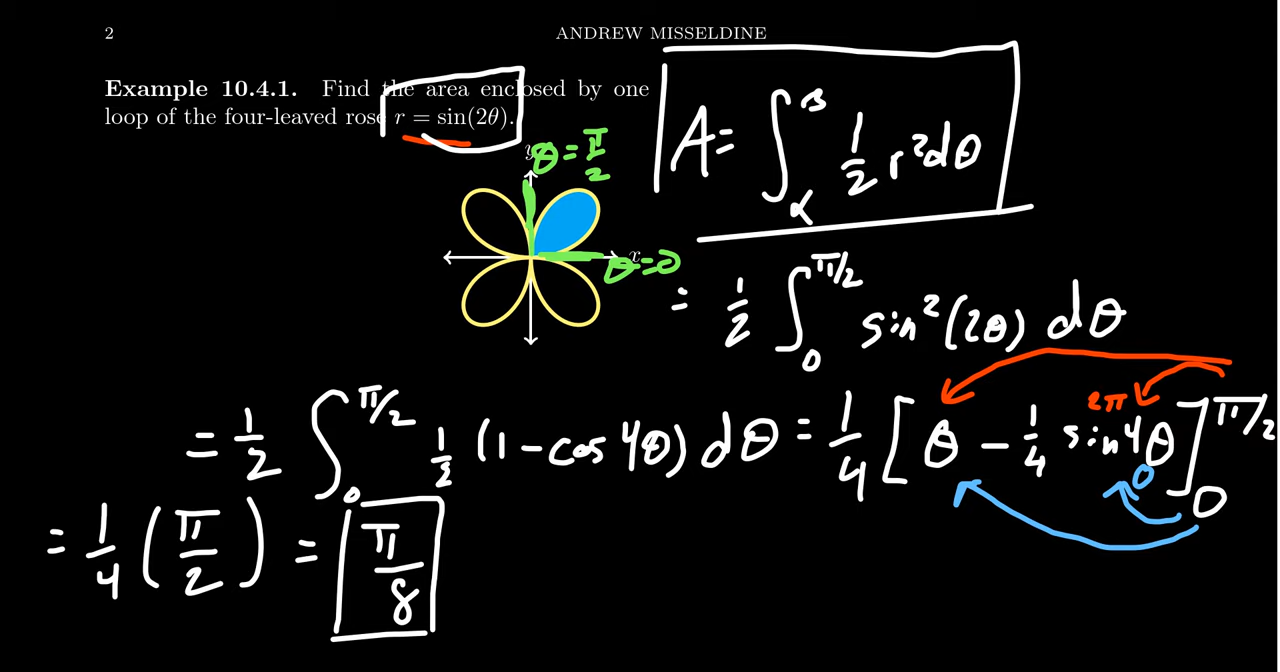 2 ANDREW MISSELDINE
Example 10.4.1. Find the area enclosed by one
loop of the four-leaved rose r = sin(2θ).
A = ∫_α^β 1/2 r² dθ
y
θ = π/2
x
θ = 0
= 1/2 ∫_0^{π/2} sin²(2θ) dθ
= 1/2 ∫_0^{π/2} 1/2 (1 - cos 4θ) dθ = 1/4 [θ - 1/4 sin 4θ]_0^{π/2}
2π
0
= 1/4 (π/2) = π/8